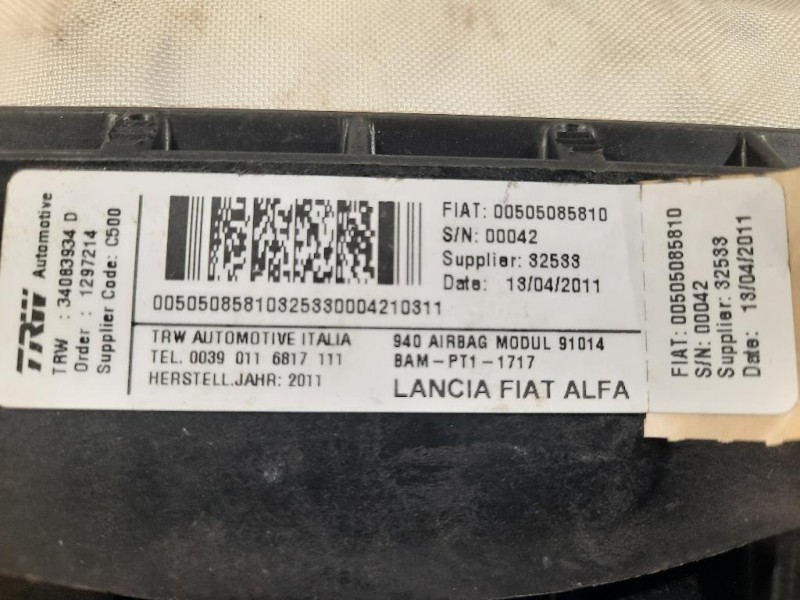 TRW Automotive
TRW : 34083934 D
Order : 1297214
Supplier Code: C500
00505085810325330004210311
FIAT: 00505085810
S/N: 00042
Supplier: 32533
Date: 13/04/2011
TRW AUTOMOTIVE ITALIA
TEL. 0039 011 6817 111
HERSTELL.JAHR: 2011
940 AIRBAG MODUL 91014
BAM-PT1-1717
LANCIA FIAT ALFA
FIAT: 00505085810
S/N: 00042
Supplier: 32533
Date: 13/04/2011